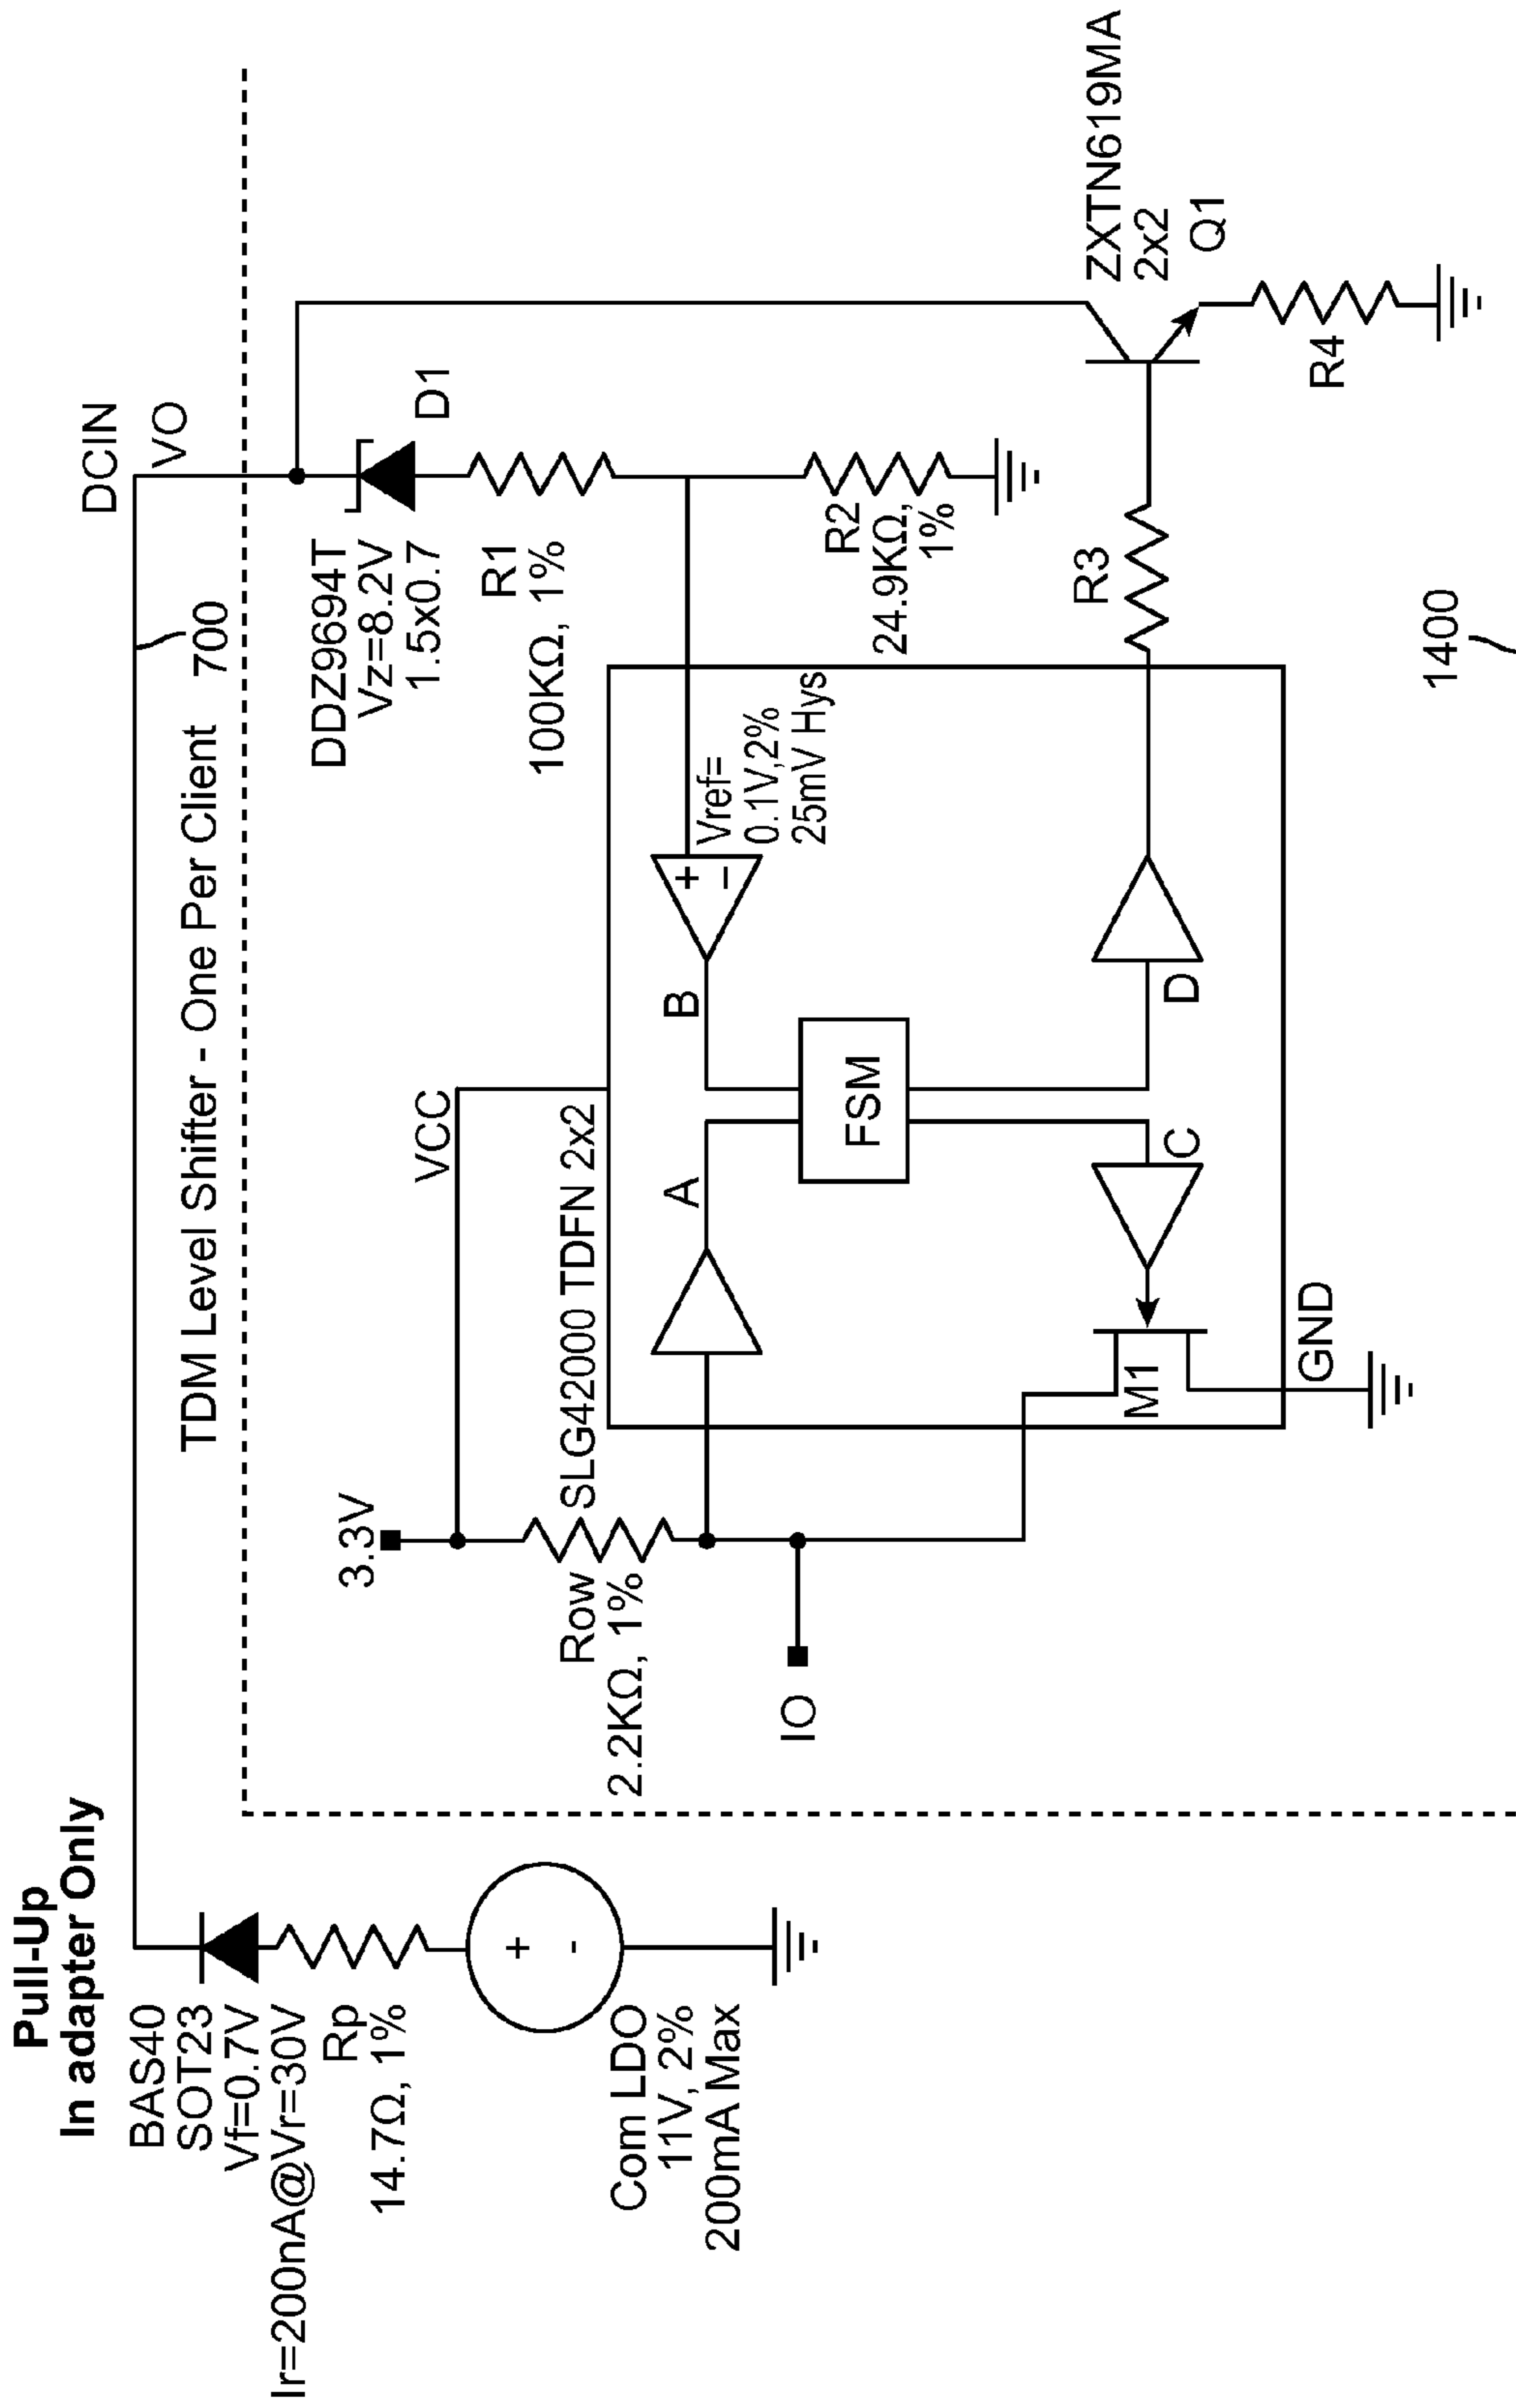 Pull-Up
In adapter Only
BAS40
SOT23
Vf=0.7V
Ir=200nA@Vr=30V
Rp
14.7Ω, 1%
Com LDO
11V, 2%
200mA Max
+
-
DCIN
VO
700
TDM Level Shifter - One Per Client
3.3V
VCC
Row
2.2KΩ, 1%
IO
SLG42000 TDFN 2x2
A
B
FSM
C
D
M1
GND
+
-
Vref=
0.1V,2%
25mV Hys
DDZ9694T
Vz=8.2V
1.5x0.7
D1
R1
100KΩ, 1%
R2
24.9KΩ,
1%
R3
ZXTN619MA
2x2
Q1
R4
1400